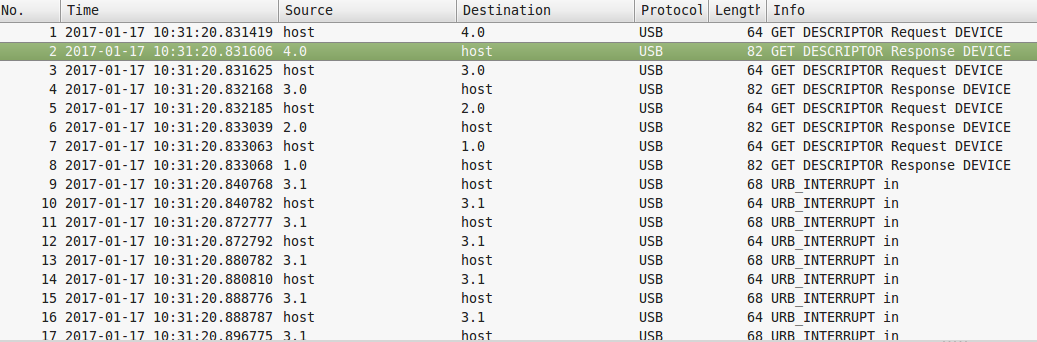 No. Time Source Destination Protocol Length Info
1 2017-01-17 10:31:20.831419 host 4.0 USB 64 GET DESCRIPTOR Request DEVICE
2 2017-01-17 10:31:20.831606 4.0 host USB 82 GET DESCRIPTOR Response DEVICE
3 2017-01-17 10:31:20.831625 host 3.0 USB 64 GET DESCRIPTOR Request DEVICE
4 2017-01-17 10:31:20.832168 3.0 host USB 82 GET DESCRIPTOR Response DEVICE
5 2017-01-17 10:31:20.832185 host 2.0 USB 64 GET DESCRIPTOR Request DEVICE
6 2017-01-17 10:31:20.833039 2.0 host USB 82 GET DESCRIPTOR Response DEVICE
7 2017-01-17 10:31:20.833063 host 1.0 USB 64 GET DESCRIPTOR Request DEVICE
8 2017-01-17 10:31:20.833068 1.0 host USB 82 GET DESCRIPTOR Response DEVICE
9 2017-01-17 10:31:20.840768 3.1 host USB 68 URB_INTERRUPT in
10 2017-01-17 10:31:20.840782 host 3.1 USB 64 URB_INTERRUPT in
11 2017-01-17 10:31:20.872777 3.1 host USB 68 URB_INTERRUPT in
12 2017-01-17 10:31:20.872792 host 3.1 USB 64 URB_INTERRUPT in
13 2017-01-17 10:31:20.880782 3.1 host USB 68 URB_INTERRUPT in
14 2017-01-17 10:31:20.880810 host 3.1 USB 64 URB_INTERRUPT in
15 2017-01-17 10:31:20.888776 3.1 host USB 68 URB_INTERRUPT in
16 2017-01-17 10:31:20.888787 host 3.1 USB 64 URB_INTERRUPT in
17 2017-01-17 10:31:20.896775 3.1 host USB 68 URB_INTERRUPT in